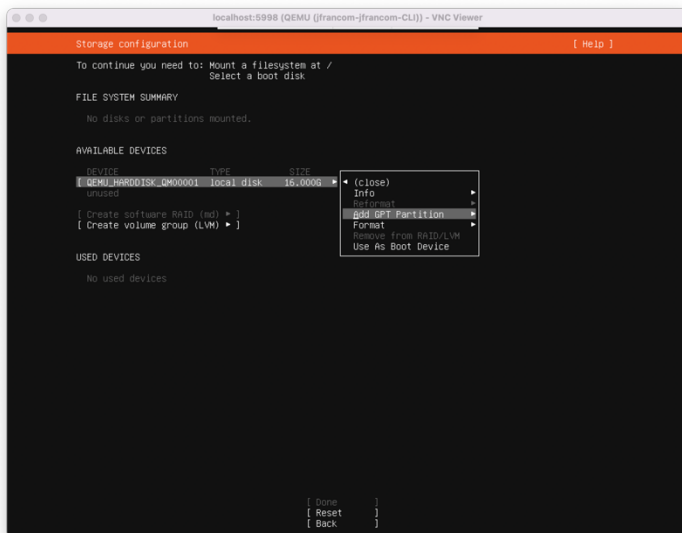 localhost:5998 (QEMU (jfrancom-jfrancom-CLI)) - VNC Viewer
Storage configuration [ Help ]
To continue you need to: Mount a filesystem at /
Select a boot disk
FILE SYSTEM SUMMARY
No disks or partitions mounted.
AVAILABLE DEVICES
DEVICE TYPE SIZE
[ QEMU_HARDDISK_QM00001 local disk 16.000G ▸
unused
[ Create software RAID (md) ▸ ]
[ Create volume group (LVM) ▸ ]
◂ (close)
Info ▸
Reformat ▸
Add GPT Partition ▸
Format ▸
Remove from RAID/LVM
Use As Boot Device
USED DEVICES
No used devices
[ Done ]
[ Reset ]
[ Back ]